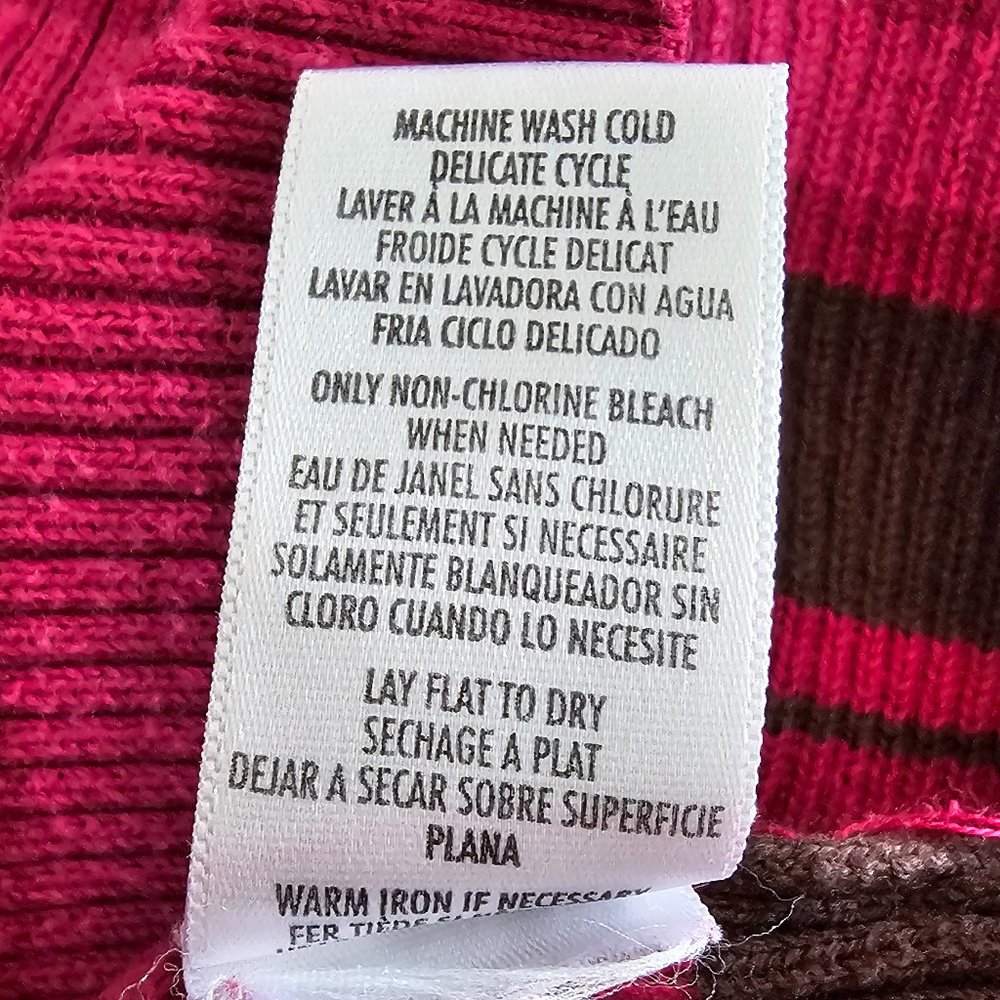 MACHINE WASH COLD
DELICATE CYCLE
LAVER À LA MACHINE À L'EAU
FROIDE CYCLE DELICAT
LAVAR EN LAVADORA CON AGUA
FRIA CICLO DELICADO
ONLY NON-CHLORINE BLEACH
WHEN NEEDED
EAU DE JANEL SANS CHLORURE
ET SEULEMENT SI NECESSAIRE
SOLAMENTE BLANQUEADOR SIN
CLORO CUANDO LO NECESITE
LAY FLAT TO DRY
SECHAGE A PLAT
DEJAR A SECAR SOBRE SUPERFICIE
PLANA
WARM IRON IF NECESSARY
FER TIÈDE